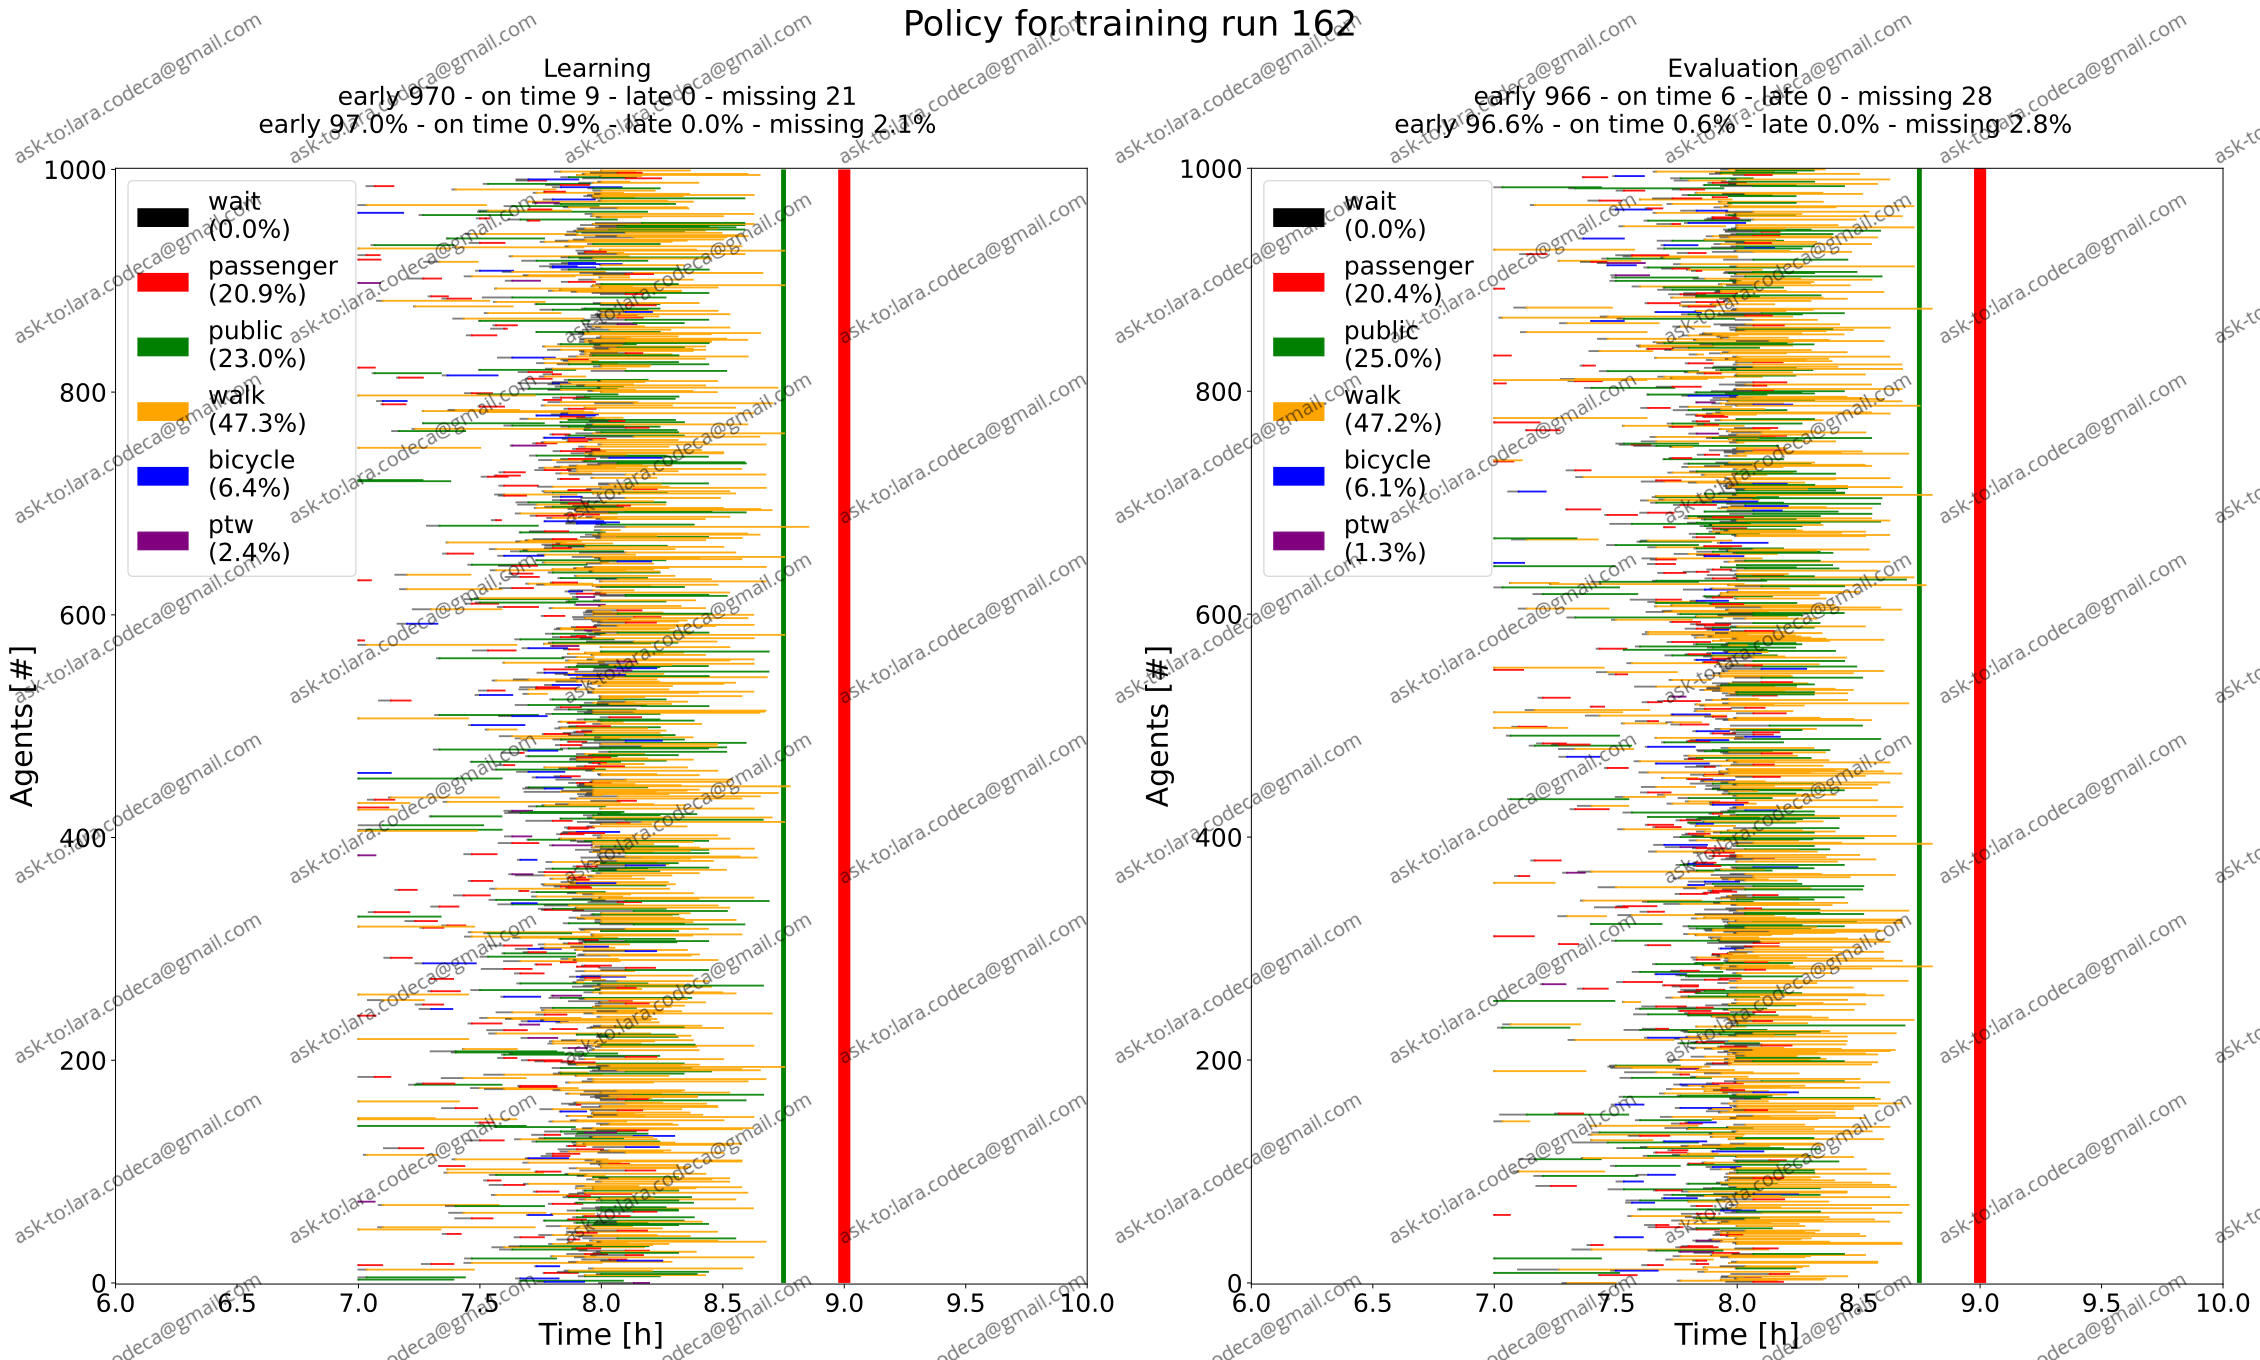 Policy for training run 162
Learning
early 970 - on time 9 - late 0 - missing 21
early 97.0% - on time 0.9% - late 0.0% - missing 2.1%
wait
(0.0%)
passenger
(20.9%)
public
(23.0%)
walk
(47.3%)
bicycle
(6.4%)
ptw
(2.4%)
Agents [#]
1000
800
600
400
200
0
6.0 6.5 7.0 7.5 8.0 8.5 9.0 9.5 10.0
Time [h]
Evaluation
early 966 - on time 6 - late 0 - missing 28
early 96.6% - on time 0.6% - late 0.0% - missing 2.8%
wait
(0.0%)
passenger
(20.4%)
public
(25.0%)
walk
(47.2%)
bicycle
(6.1%)
ptw
(1.3%)
Agents [#]
1000
800
600
400
200
0
6.0 6.5 7.0 7.5 8.0 8.5 9.0 9.5 10.0
Time [h]
ask-to:lara.codeca@gmail.com